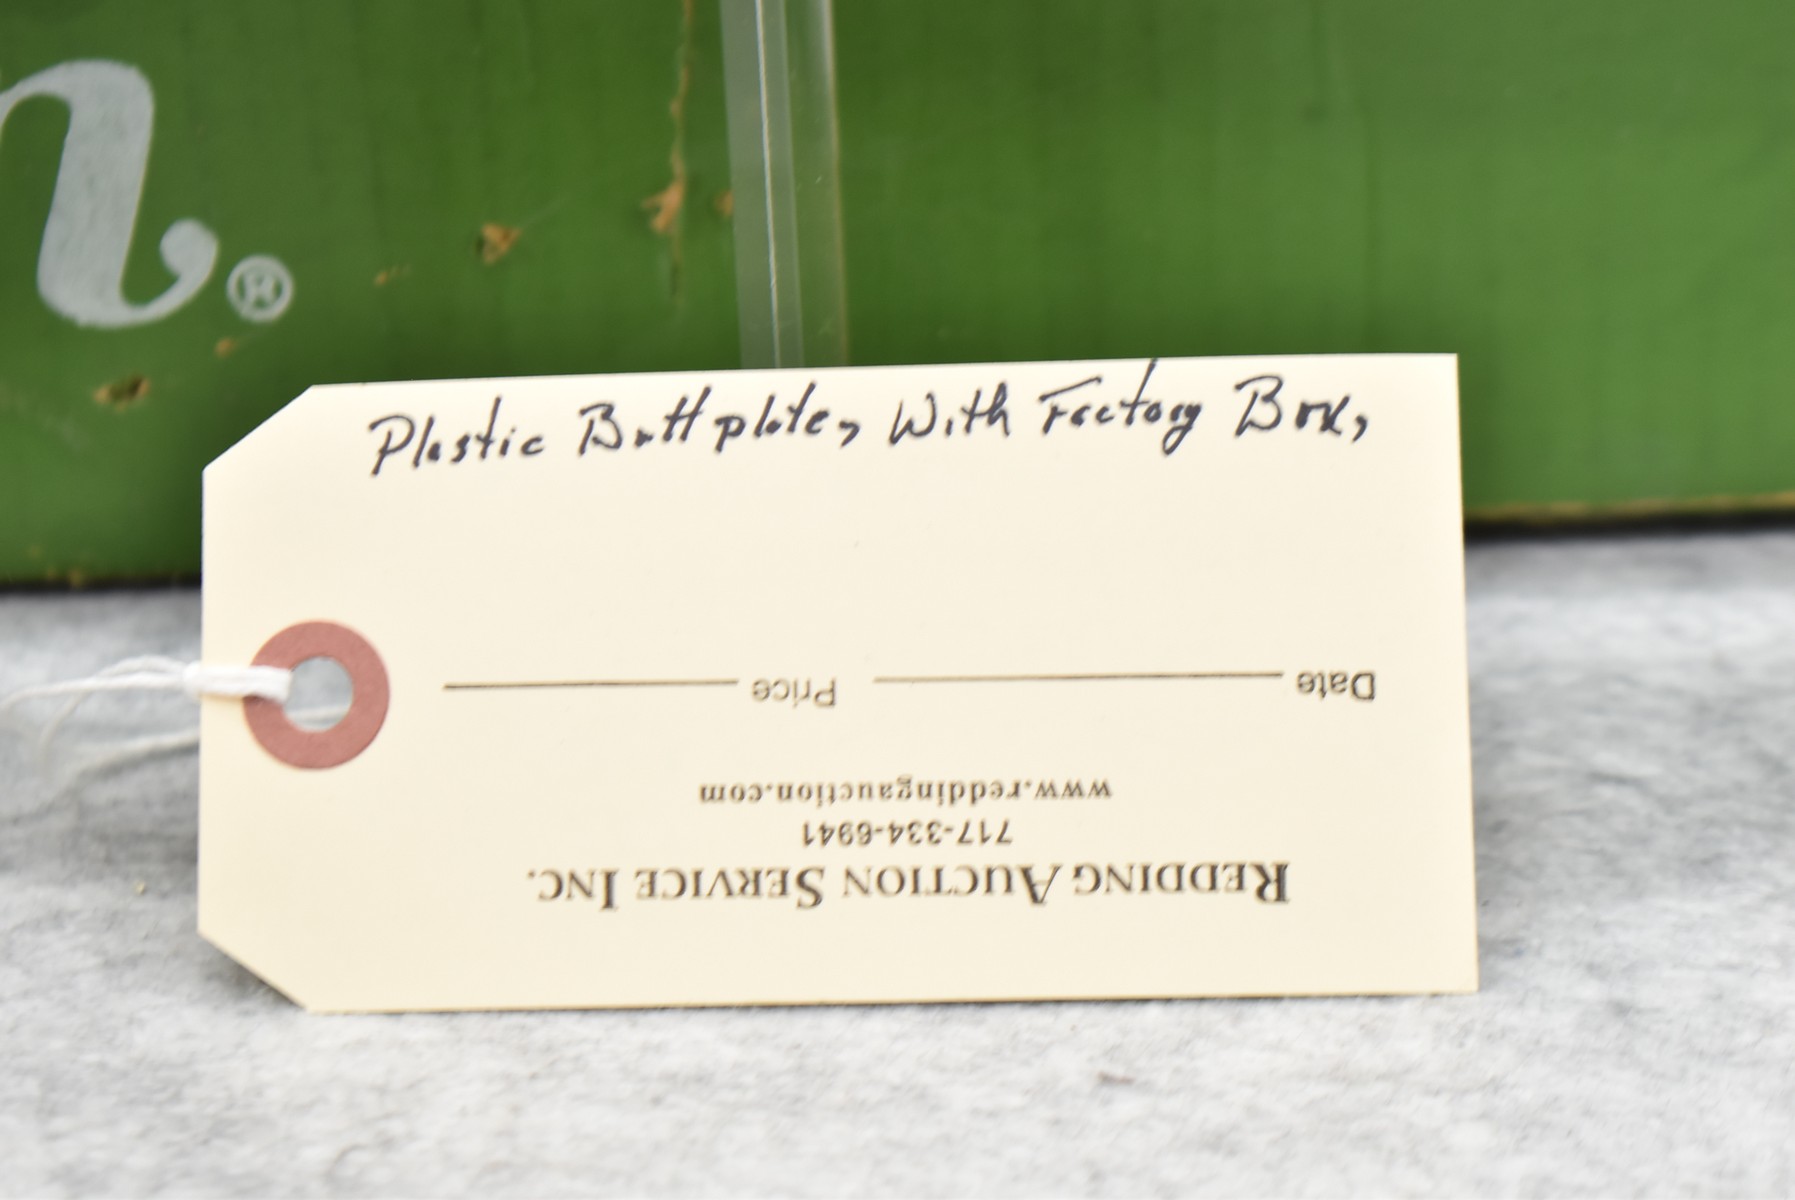 n.®
Plastic Buttplate, With Factory Box,
Date Price
www.reddingauction.com
717-334-6941
REDDING AUCTION SERVICE INC.